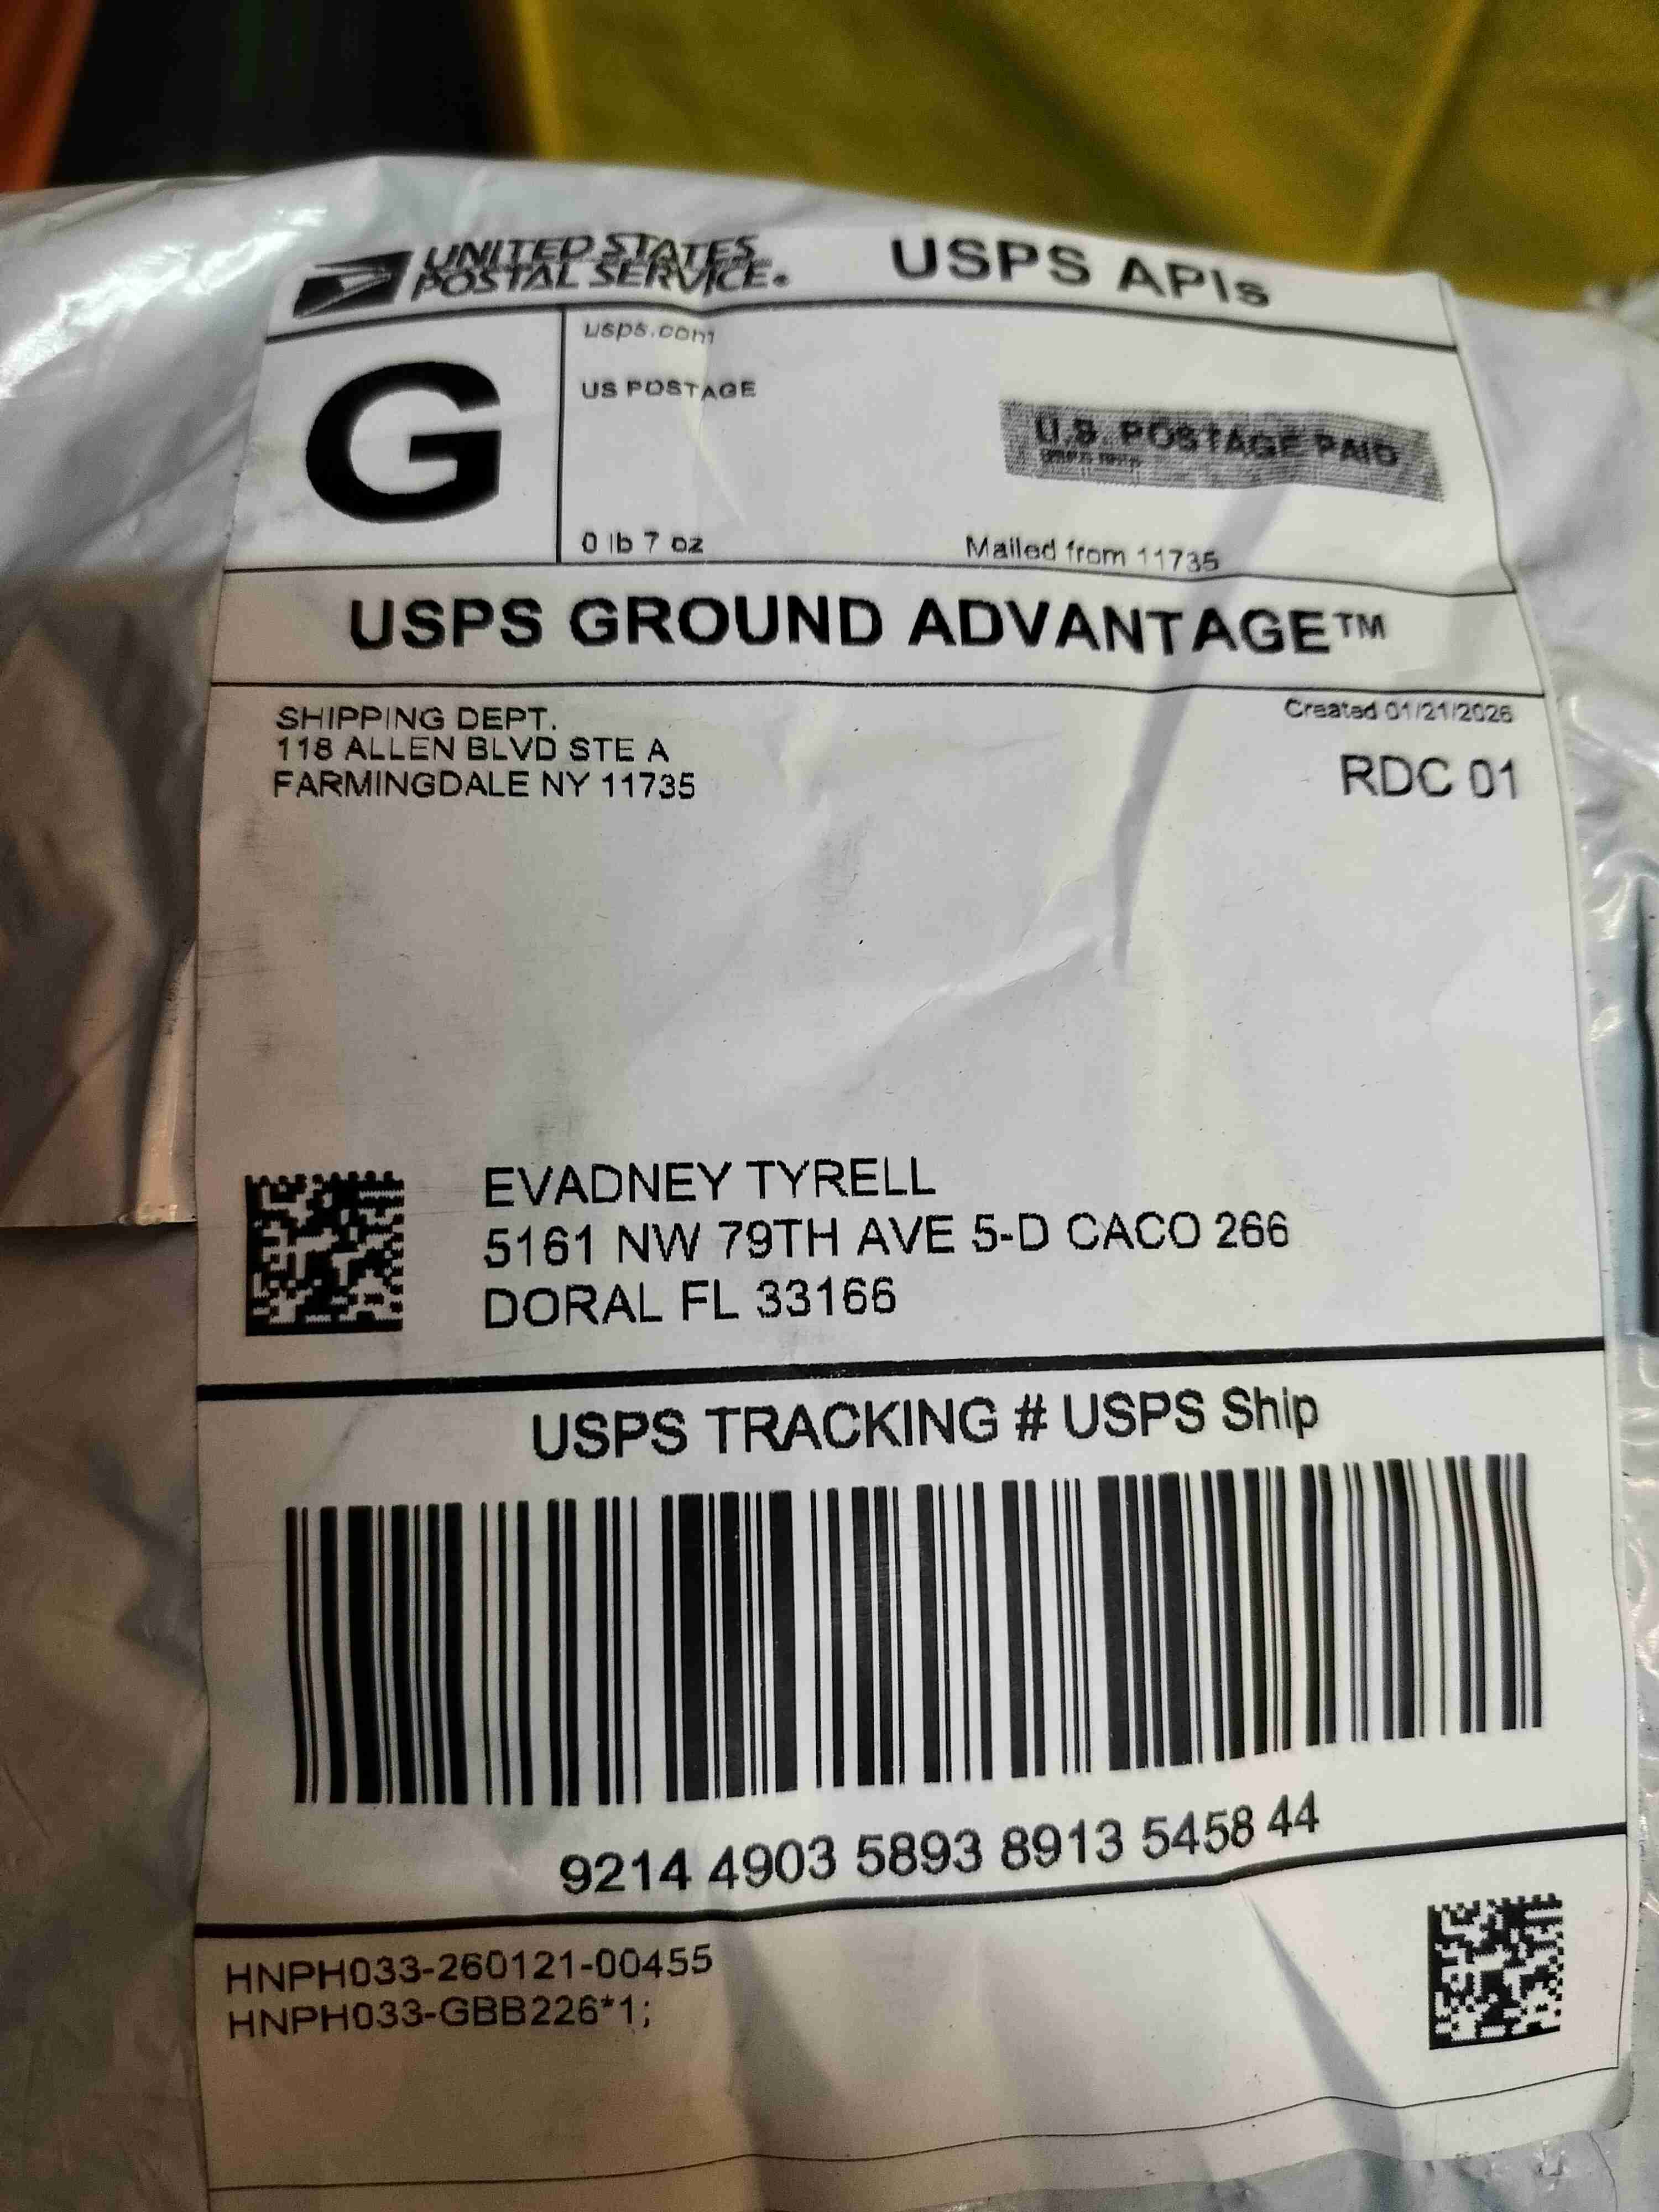 UNITED STATES
POSTAL SERVICE®
USPS APIs
G
usps.com
US POSTAGE
U.S. POSTAGE PAID
0 lb 7 oz
Mailed from 11735
USPS GROUND ADVANTAGE™
SHIPPING DEPT.
118 ALLEN BLVD STE A
FARMINGDALE NY 11735
Created 01/21/2026
RDC 01
EVADNEY TYRELL
5161 NW 79TH AVE 5-D CACO 266
DORAL FL 33166
USPS TRACKING # USPS Ship
9214 4903 5893 8913 5458 44
HNPH033-260121-00455
HNPH033-GBB226*1;